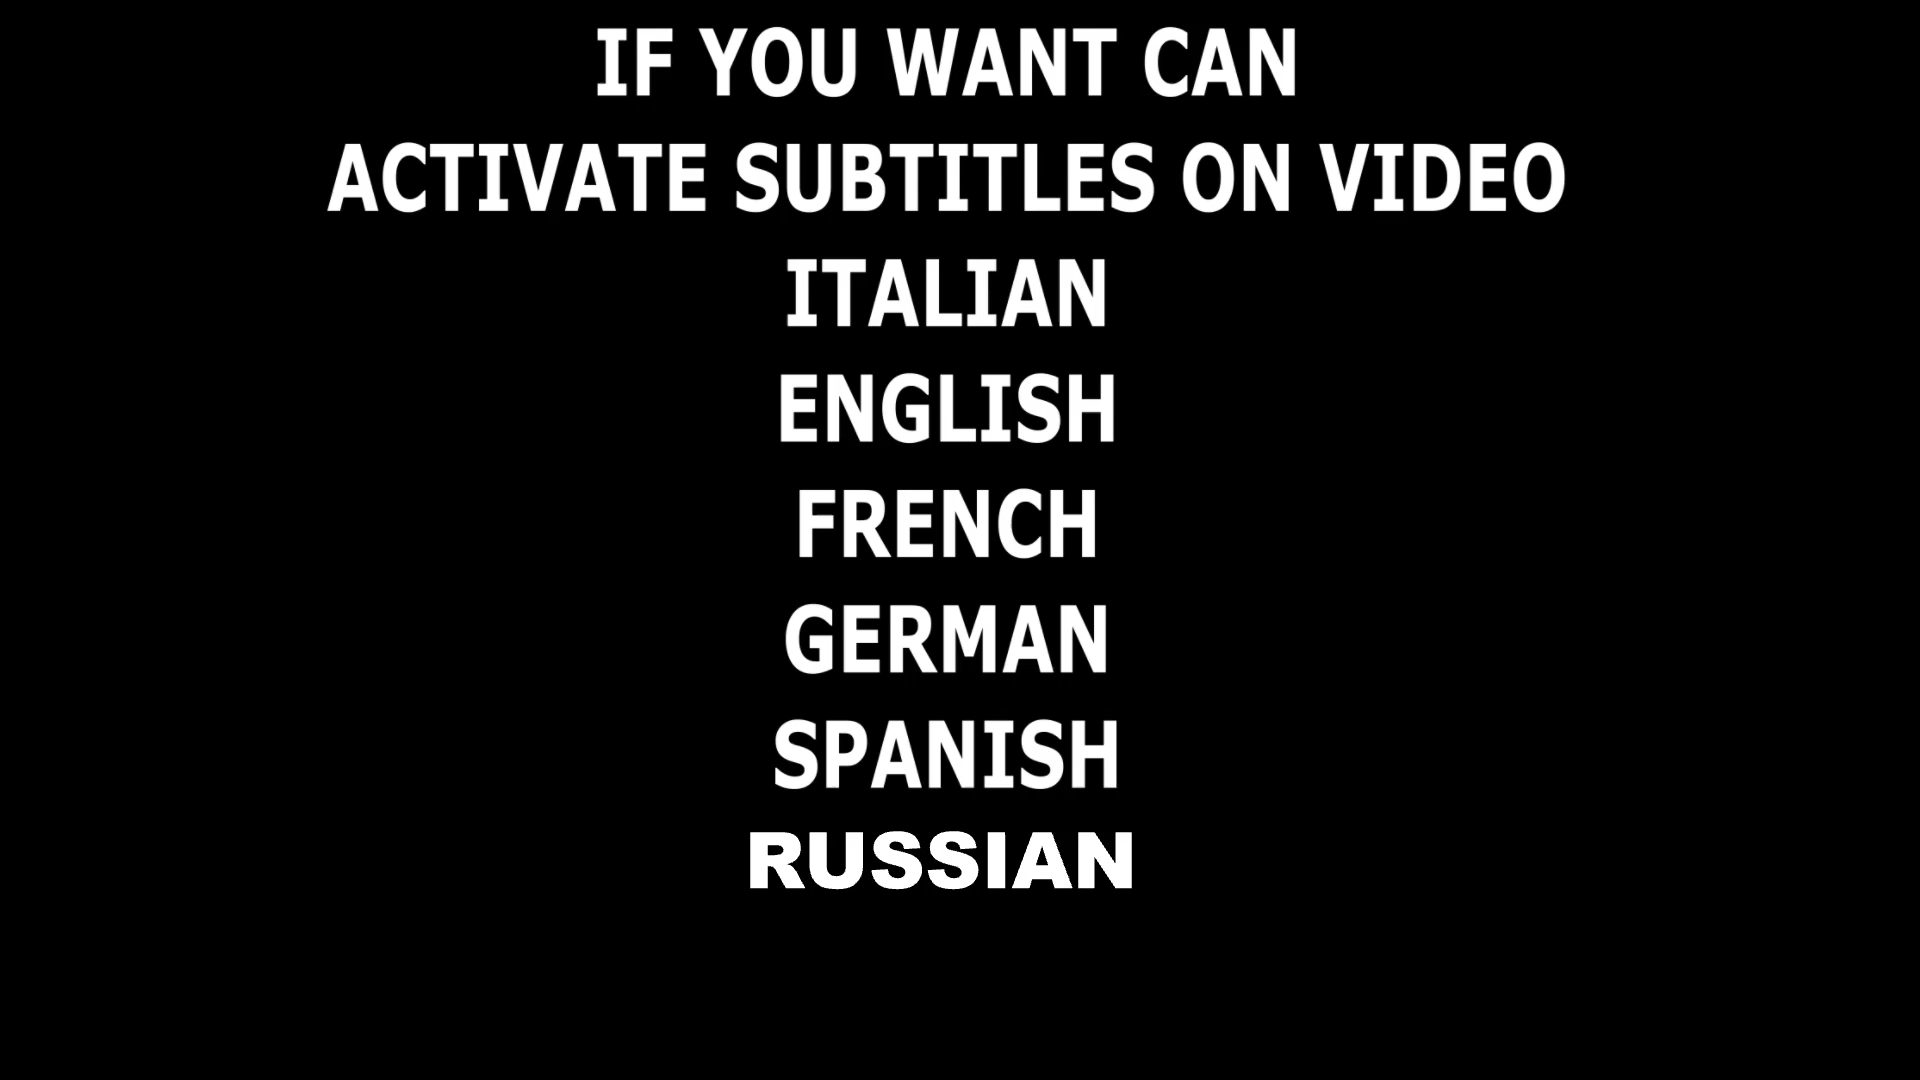 IF YOU WANT CAN
ACTIVATE SUBTITLES ON VIDEO
ITALIAN
ENGLISH
FRENCH
GERMAN
SPANISH
RUSSIAN